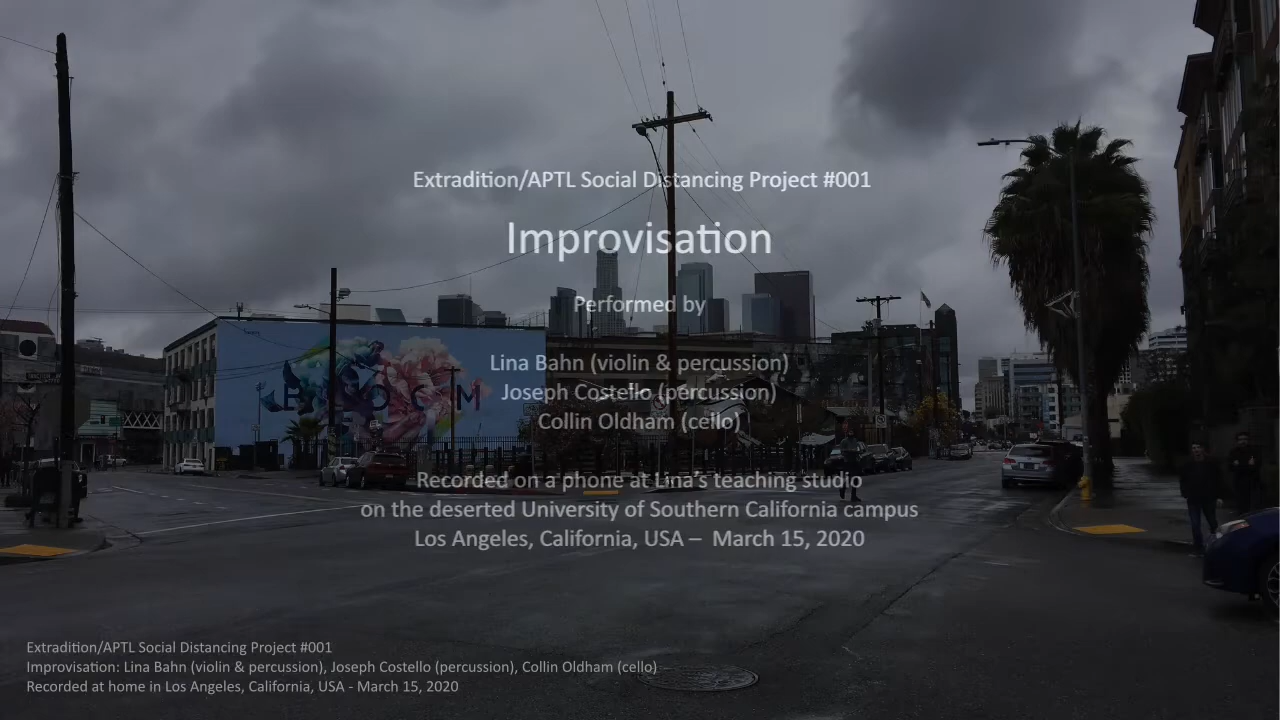 Extradition/APTL Social Distancing Project #001
Improvisation
Performed by
Lina Bahn (violin & percussion)
Joseph Costello (percussion)
Collin Oldham (cello)
Recorded on a phone at Lina's teaching studio
on the deserted University of Southern California campus
Los Angeles, California, USA – March 15, 2020
Extradition/APTL Social Distancing Project #001
Improvisation: Lina Bahn (violin & percussion), Joseph Costello (percussion), Collin Oldham (cello)
Recorded at home in Los Angeles, California, USA - March 15, 2020